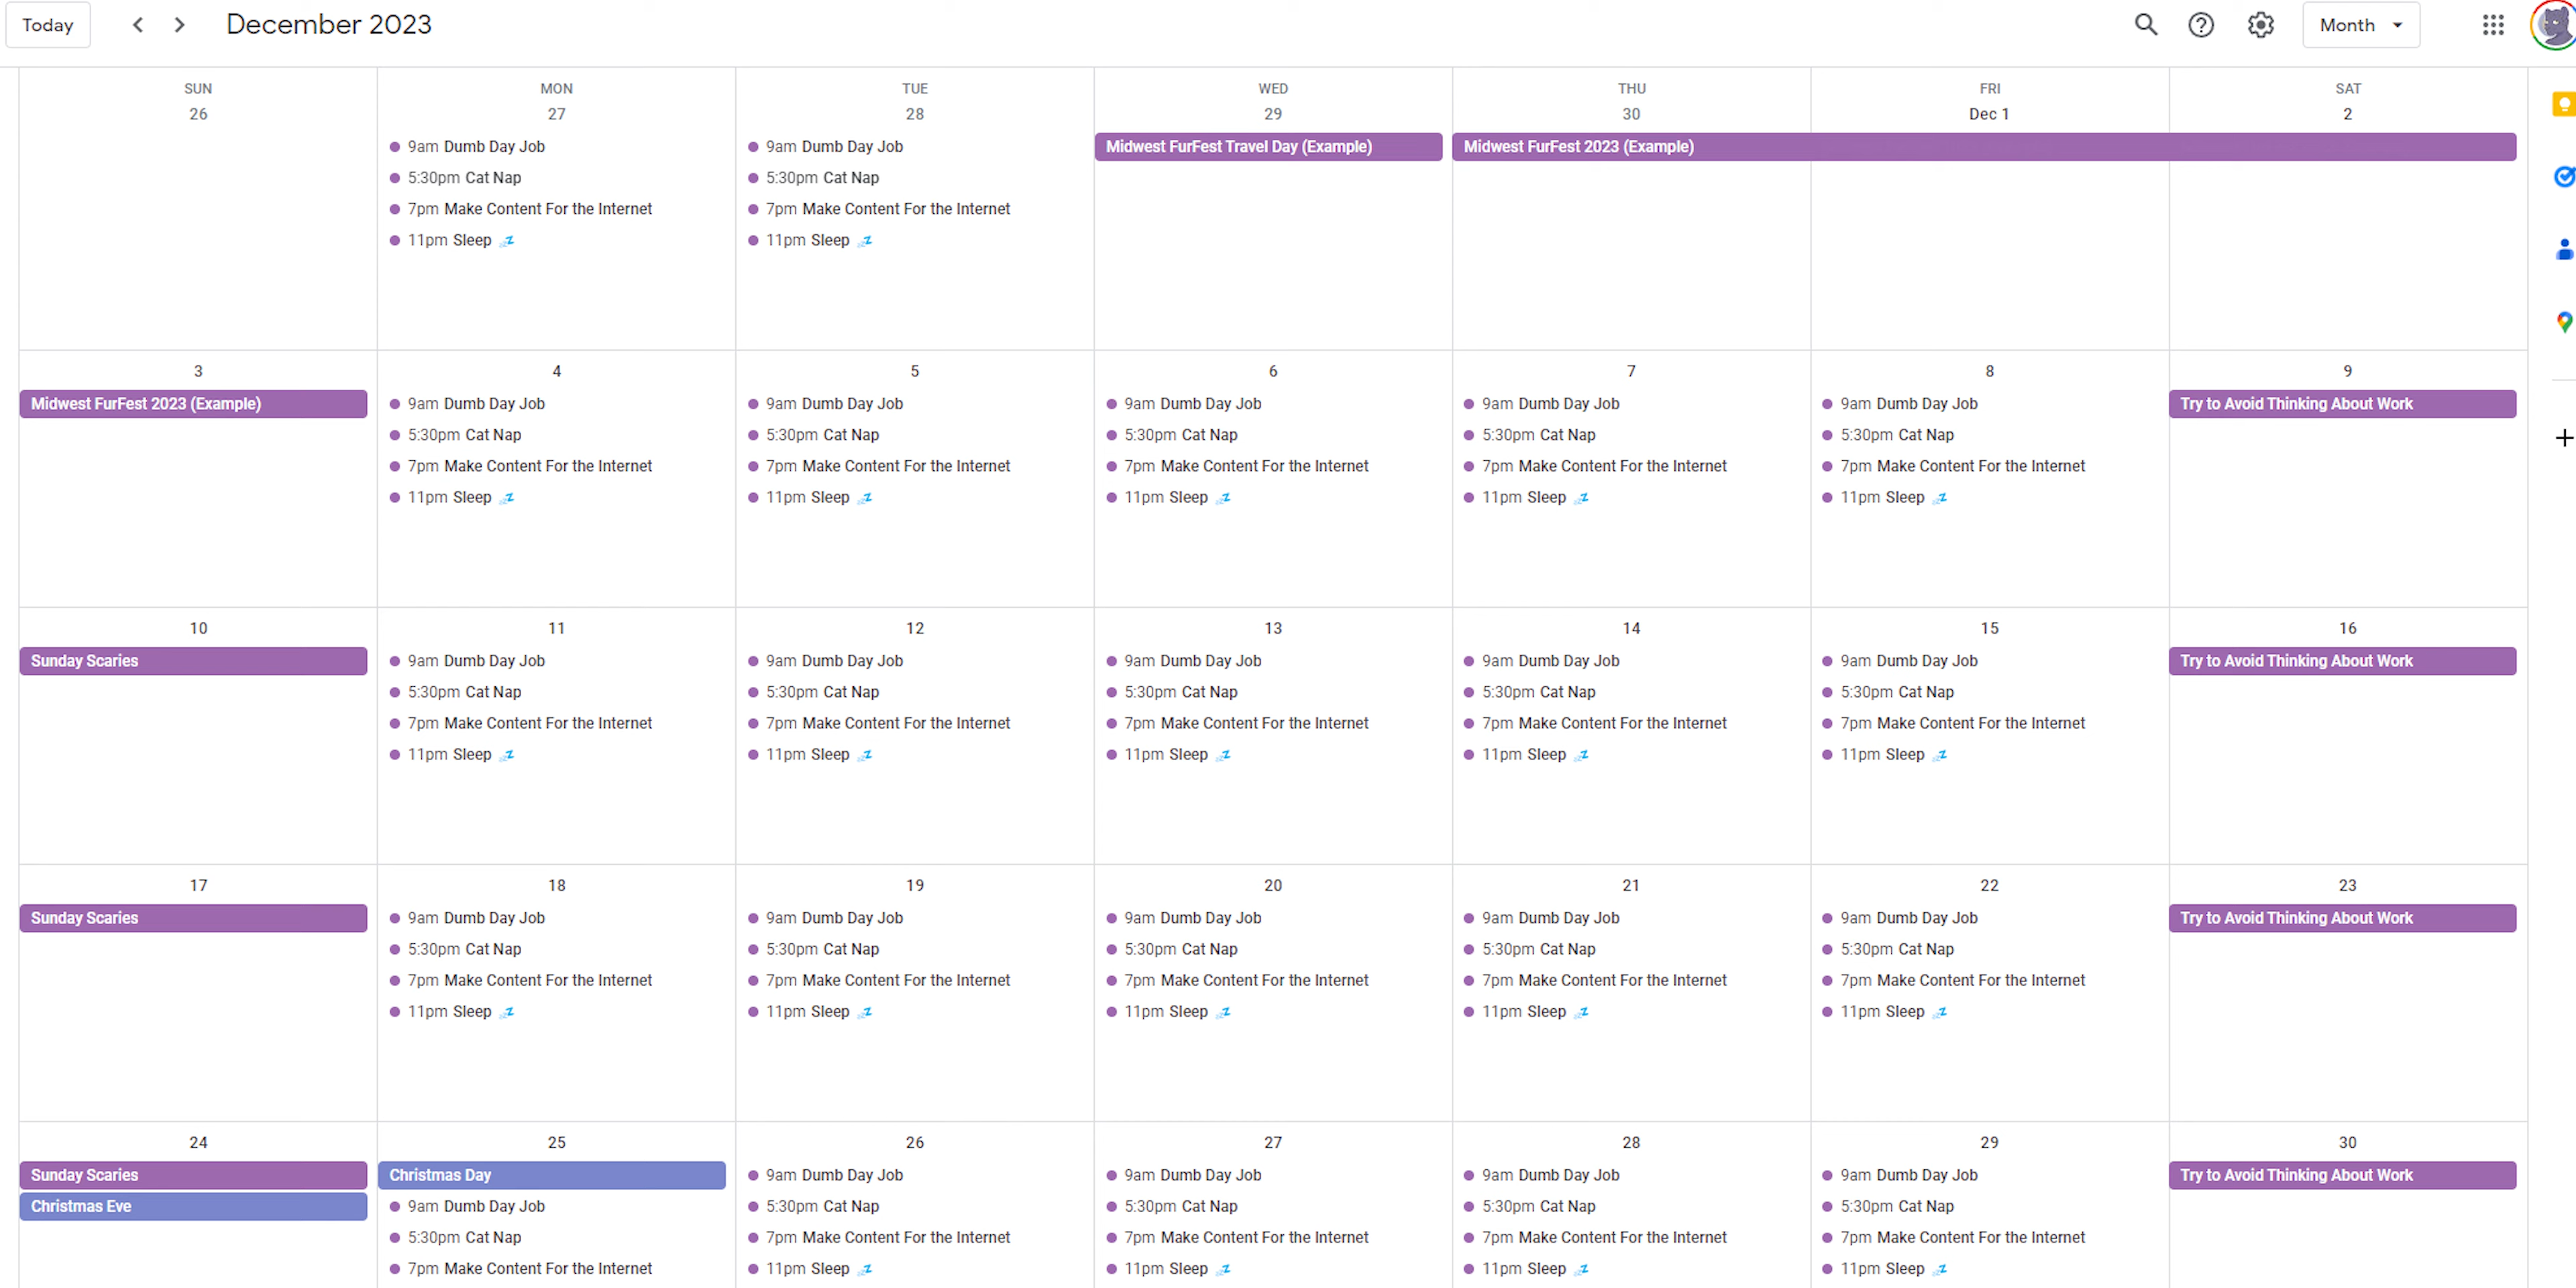 Today
December 2023
Month
SUN MON TUE WED THU FRI SAT
26 27 28 29 30 Dec 1 2
9am Dumb Day Job 9am Dumb Day Job Midwest FurFest Travel Day (Example) Midwest FurFest 2023 (Example)
5:30pm Cat Nap 5:30pm Cat Nap
7pm Make Content For the Internet 7pm Make Content For the Internet
11pm Sleep 💤 11pm Sleep 💤
3 4 5 6 7 8 9
Midwest FurFest 2023 (Example) 9am Dumb Day Job 9am Dumb Day Job 9am Dumb Day Job 9am Dumb Day Job 9am Dumb Day Job Try to Avoid Thinking About Work
5:30pm Cat Nap 5:30pm Cat Nap 5:30pm Cat Nap 5:30pm Cat Nap 5:30pm Cat Nap
7pm Make Content For the Internet 7pm Make Content For the Internet 7pm Make Content For the Internet 7pm Make Content For the Internet 7pm Make Content For the Internet
11pm Sleep 💤 11pm Sleep 💤 11pm Sleep 💤 11pm Sleep 💤 11pm Sleep 💤
10 11 12 13 14 15 16
Sunday Scaries 9am Dumb Day Job 9am Dumb Day Job 9am Dumb Day Job 9am Dumb Day Job 9am Dumb Day Job Try to Avoid Thinking About Work
5:30pm Cat Nap 5:30pm Cat Nap 5:30pm Cat Nap 5:30pm Cat Nap 5:30pm Cat Nap
7pm Make Content For the Internet 7pm Make Content For the Internet 7pm Make Content For the Internet 7pm Make Content For the Internet 7pm Make Content For the Internet
11pm Sleep 💤 11pm Sleep 💤 11pm Sleep 💤 11pm Sleep 💤 11pm Sleep 💤
17 18 19 20 21 22 23
Sunday Scaries 9am Dumb Day Job 9am Dumb Day Job 9am Dumb Day Job 9am Dumb Day Job 9am Dumb Day Job Try to Avoid Thinking About Work
5:30pm Cat Nap 5:30pm Cat Nap 5:30pm Cat Nap 5:30pm Cat Nap 5:30pm Cat Nap
7pm Make Content For the Internet 7pm Make Content For the Internet 7pm Make Content For the Internet 7pm Make Content For the Internet 7pm Make Content For the Internet
11pm Sleep 💤 11pm Sleep 💤 11pm Sleep 💤 11pm Sleep 💤 11pm Sleep 💤
24 25 26 27 28 29 30
Sunday Scaries Christmas Day 9am Dumb Day Job 9am Dumb Day Job 9am Dumb Day Job 9am Dumb Day Job Try to Avoid Thinking About Work
Christmas Eve 9am Dumb Day Job 5:30pm Cat Nap 5:30pm Cat Nap 5:30pm Cat Nap 5:30pm Cat Nap
5:30pm Cat Nap 7pm Make Content For the Internet 7pm Make Content For the Internet 7pm Make Content For the Internet 7pm Make Content For the Internet
7pm Make Content For the Internet 11pm Sleep 💤 11pm Sleep 💤 11pm Sleep 💤 11pm Sleep 💤